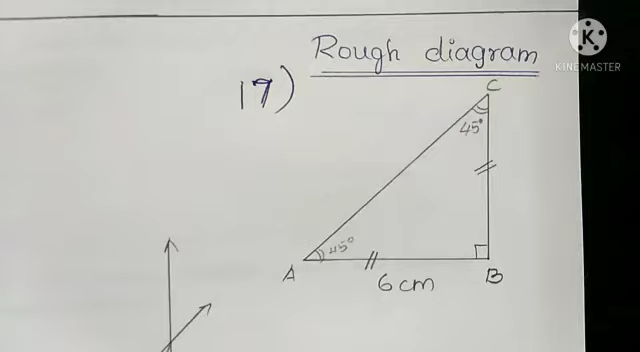 Rough diagram
17)
K
KINEMASTER
C
45°
45°
A
6 cm
B